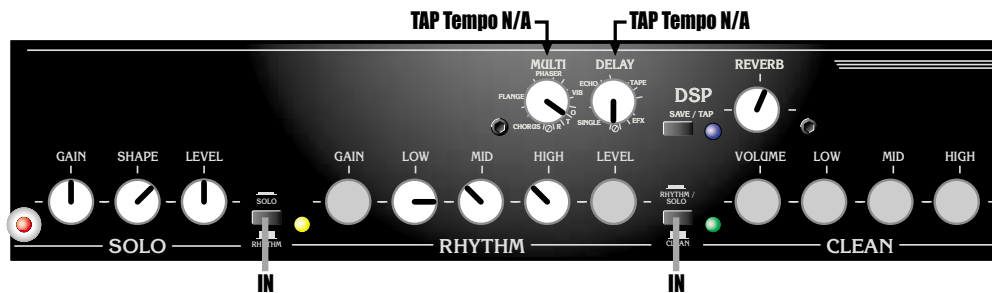 TAP Tempo N/A TAP Tempo N/A
MULTI DELAY REVERB
PHASER
ECHO TAPE
FLANGE VIB
DSP
O
SAVE / TAP
T
CHORUS Ø R SINGLE Ø EFX
GAIN SHAPE LEVEL GAIN LOW MID HIGH LEVEL VOLUME LOW MID HIGH
SOLO
RHYTHM /
SOLO
SOLO RHYTHM RHYTHM CLEAN CLEAN
IN IN